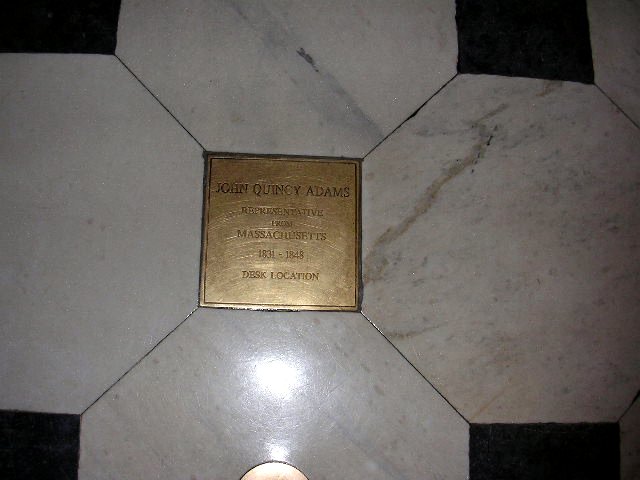 JOHN QUINCY ADAMS
REPRESENTATIVE
FROM
MASSACHUSETTS
1831 - 1848
DESK LOCATION